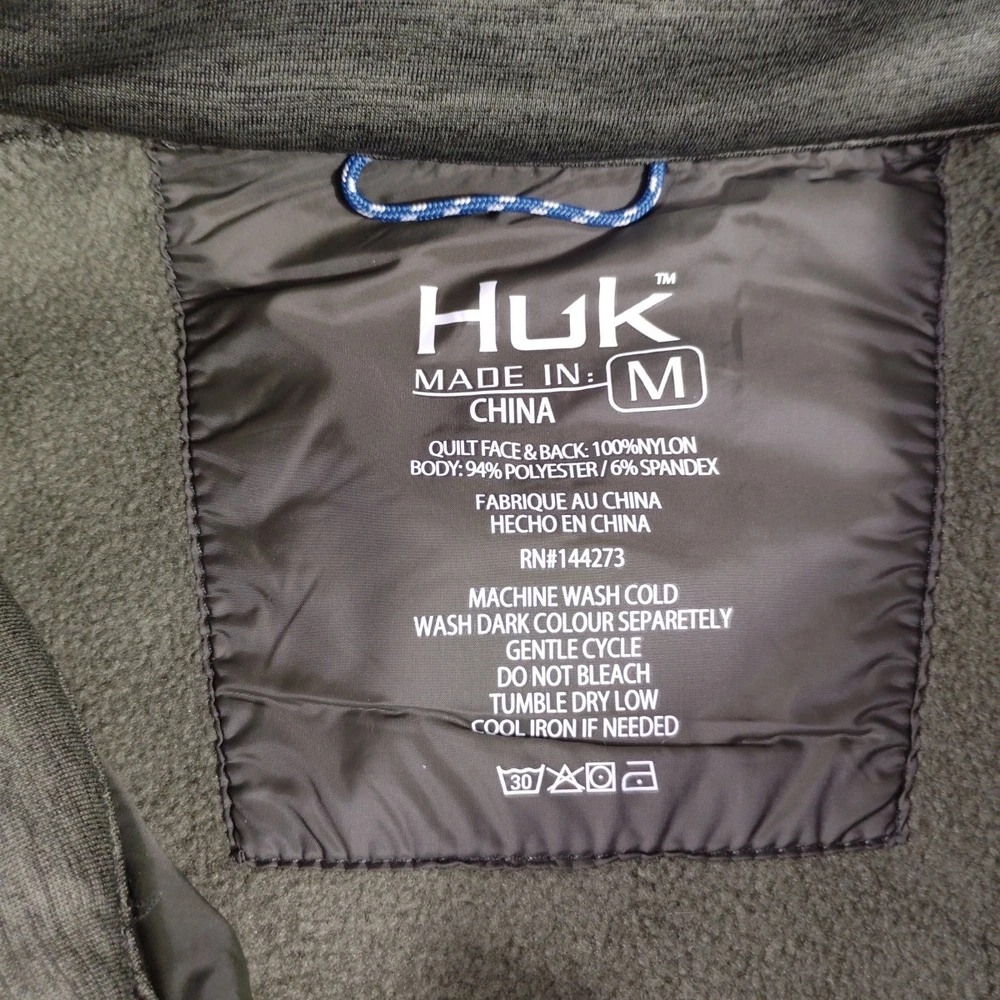 HUK™
MADE IN: M
CHINA
QUILT FACE & BACK: 100%NYLON
BODY: 94% POLYESTER / 6% SPANDEX
FABRIQUE AU CHINA
HECHO EN CHINA
RN#144273
MACHINE WASH COLD
WASH DARK COLOUR SEPARETELY
GENTLE CYCLE
DO NOT BLEACH
TUMBLE DRY LOW
COOL IRON IF NEEDED
30